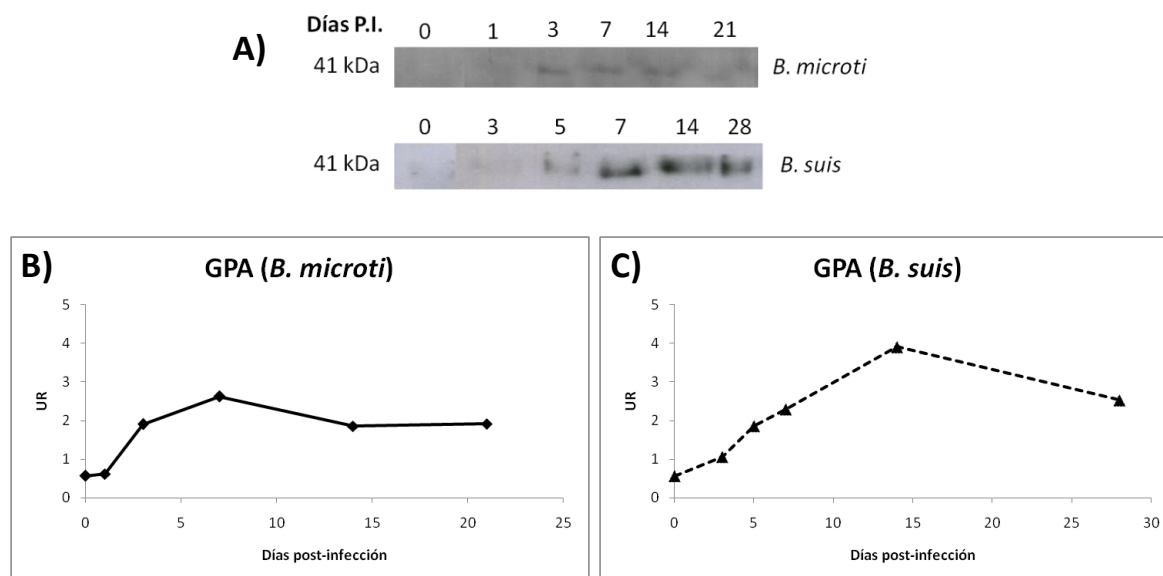 A)
Días P.I. 0 1 3 7 14 21
41 kDa B. microti
0 3 5 7 14 28
41 kDa B. suis
B)
GPA (B. microti)
5
4
3
2
1
0
UR
0 5 10 15 20 25
Días post-infección
C)
GPA (B. suis)
5
4
3
2
1
0
UR
0 5 10 15 20 25 30
Días post-infección